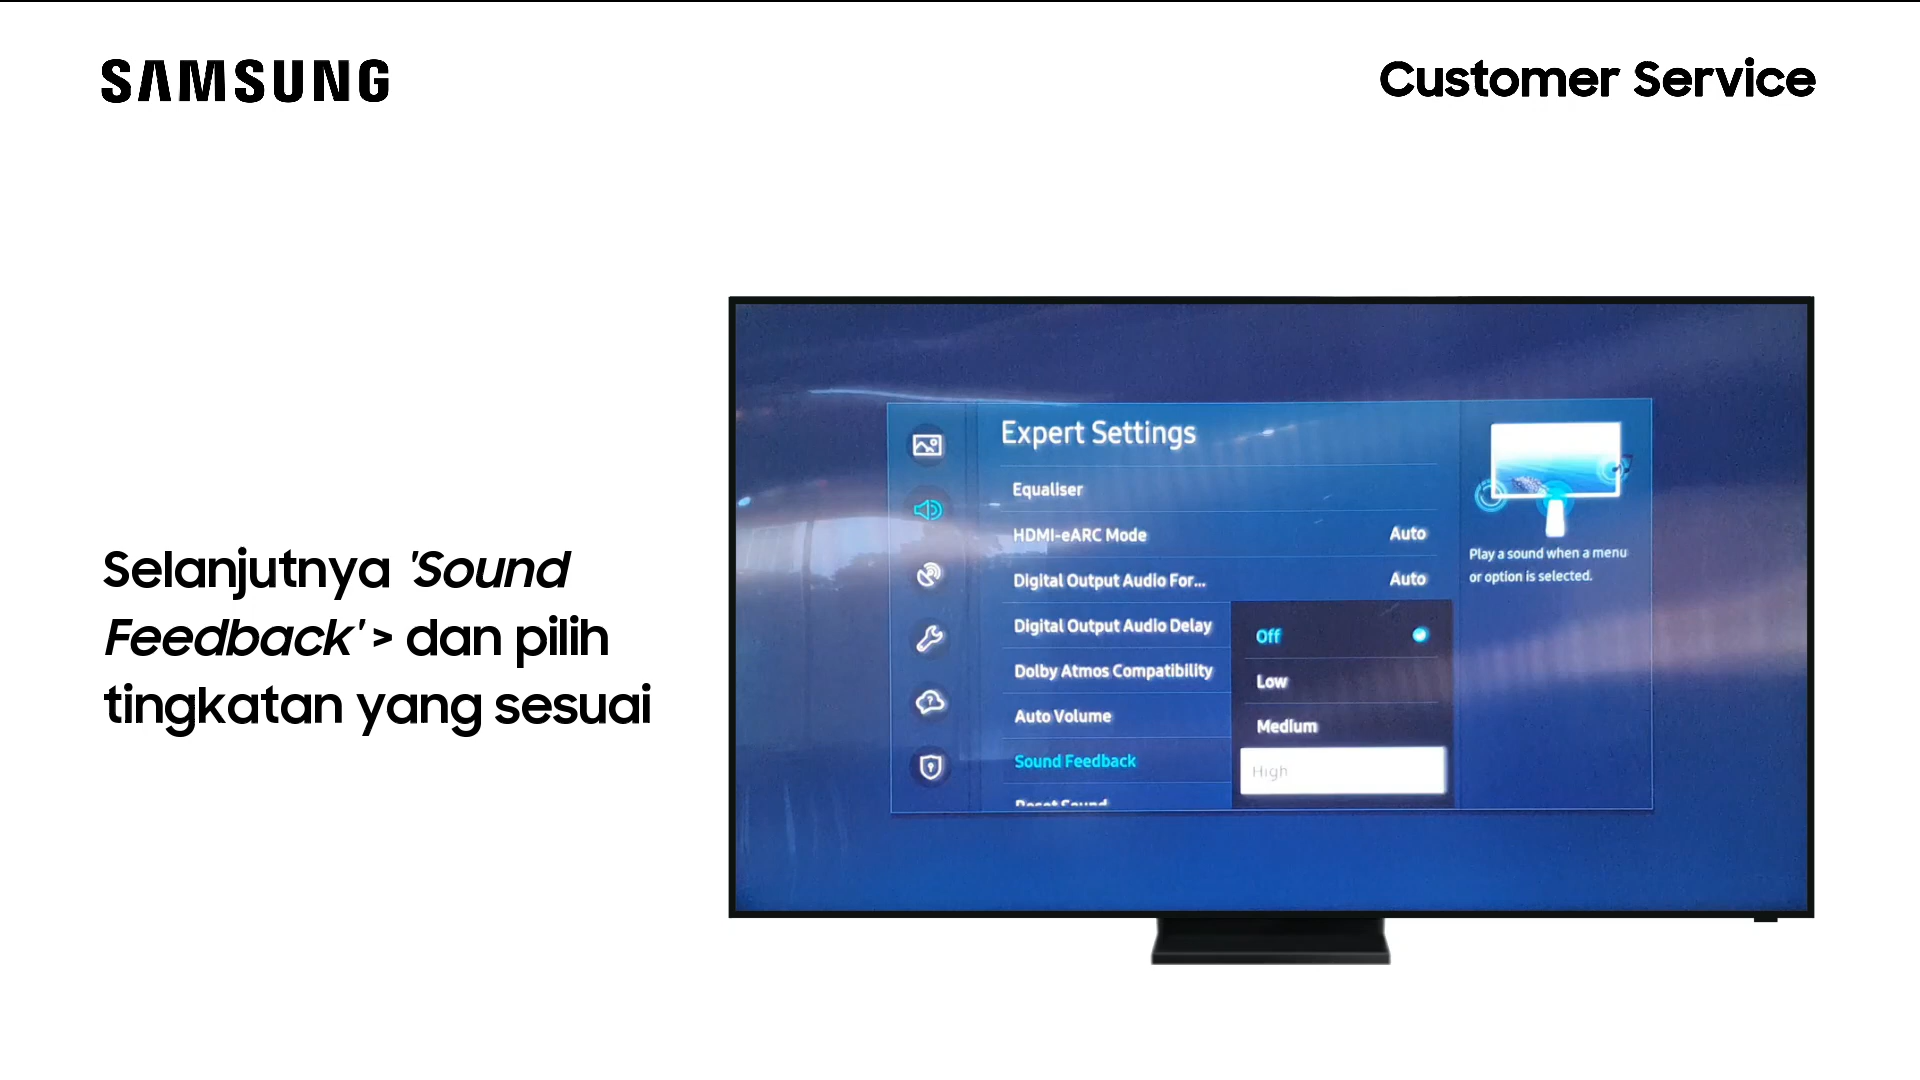 SAMSUNG
Customer Service
Selanjutnya 'Sound
Feedback' > dan pilih
tingkatan yang sesuai
Expert Settings
Equaliser
HDMI-eARC Mode Auto
Digital Output Audio For... Auto
Digital Output Audio Delay
Dolby Atmos Compatibility
Auto Volume
Sound Feedback
Reset Sound
Off
Low
Medium
High
Play a sound when a menu
or option is selected.